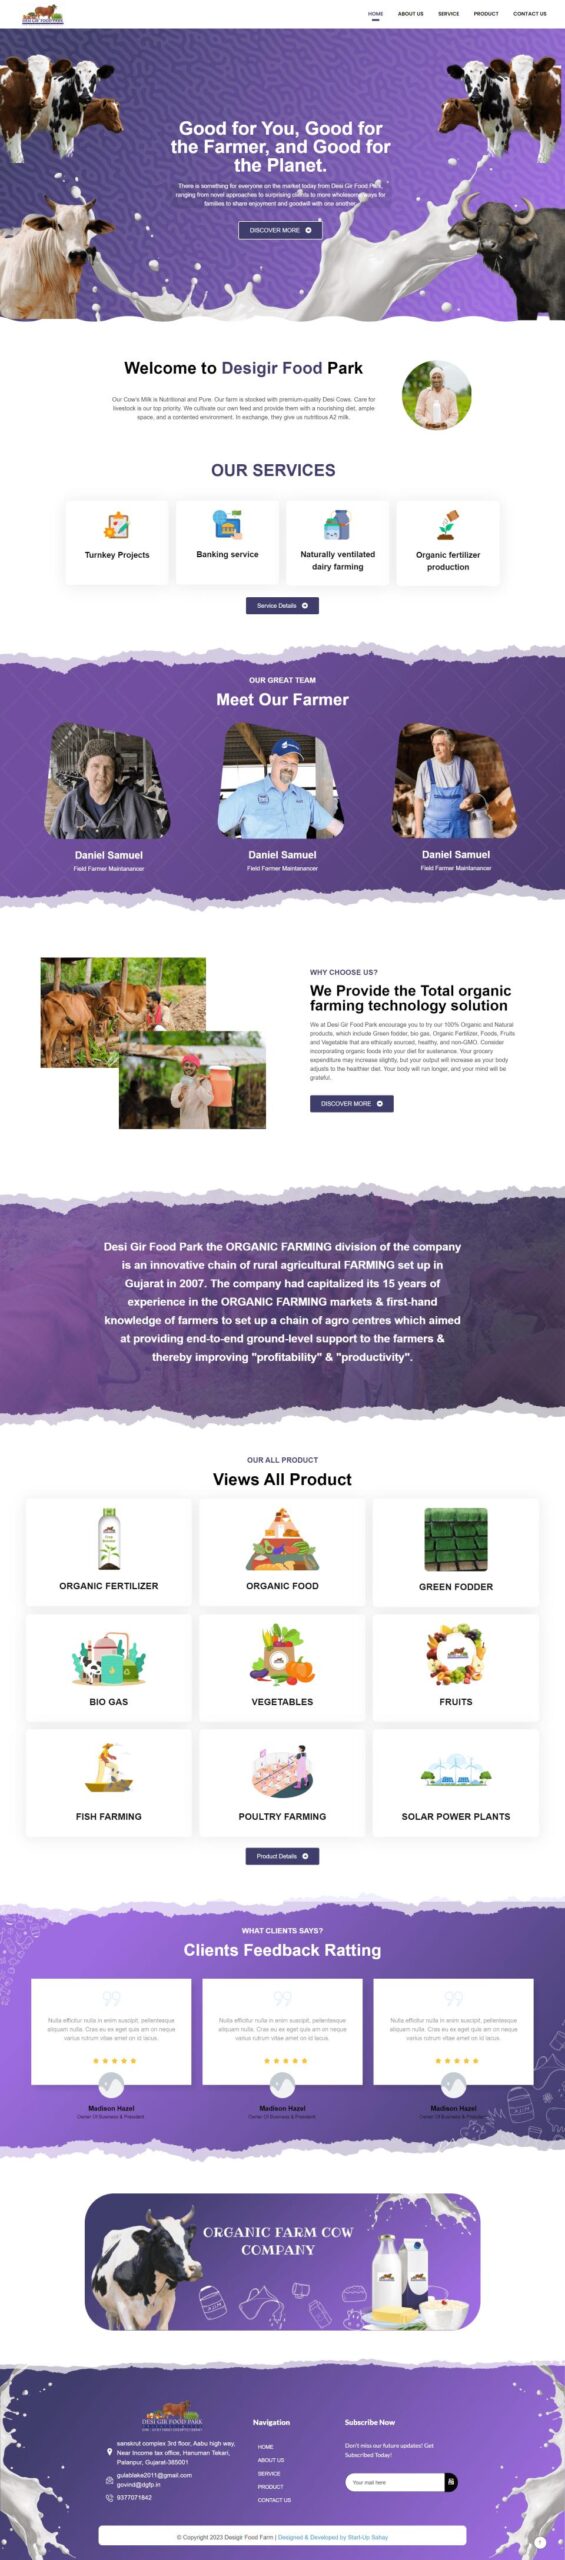 DESI GIR FOOD PARK
HOME
ABOUT US
SERVICE
PRODUCT
CONTACT US
Good for You, Good for
the Farmer, and Good for
the Planet.
There is something for everyone on the market today from Desi Gir Food Park,
ranging from novel approaches to surprising clients to more wholesome ways for
families to share enjoyment and goodwill with one another.
DISCOVER MORE
Welcome to Desigir Food Park
Our Cow's Milk is Nutritional and Pure. Our farm is stocked with premium-quality Desi Cows. Care for
livestock is our top priority. We cultivate our own feed and provide them with a nourishing diet, ample
space, and a contented environment. In exchange, they give us nutritious A2 milk.
OUR SERVICES
Turnkey Projects
Banking service
Naturally ventilated
dairy farming
Organic fertilizer
production
Service Details
OUR GREAT TEAM
Meet Our Farmer
Daniel Samuel
Field Farmer Maintanancer
Daniel Samuel
Field Farmer Maintanancer
Daniel Samuel
Field Farmer Maintanancer
WHY CHOOSE US?
We Provide the Total organic
farming technology solution
We at Desi Gir Food Park encourage you to try our 100% Organic and Natural
products, which include Green fodder, bio gas, Organic Fertilizer, Foods, Fruits
and Vegetable that are ethically sourced, healthy, and non-GMO. Consider
incorporating organic foods into your diet for sustenance. Your grocery
expenditure may increase slightly, but your output will increase as your body
adjusts to the healthier diet. Your body will run longer, and your mind will be
grateful.
DISCOVER MORE
Desi Gir Food Park the ORGANIC FARMING division of the company
is an innovative chain of rural agricultural FARMING set up in
Gujarat in 2007. The company had capitalized its 15 years of
experience in the ORGANIC FARMING markets & first-hand
knowledge of farmers to set up a chain of agro centres which aimed
at providing end-to-end ground-level support to the farmers &
thereby improving "profitability" & "productivity".
OUR ALL PRODUCT
Views All Product
ORGANIC FERTILIZER
ORGANIC FOOD
GREEN FODDER
BIO GAS
VEGETABLES
FRUITS
FISH FARMING
POULTRY FARMING
SOLAR POWER PLANTS
Product Details
WHAT CLIENTS SAYS?
Clients Feedback Ratting
Nulla efficitur nulla in enim suscipit, pellentesque
aliquam nulla. Cras eu ex eget quis am on neque
varius rutrum vitae amet on id lacus.
Madison Hazel
Owner Of Business & President
Nulla efficitur nulla in enim suscipit, pellentesque
aliquam nulla. Cras eu ex eget quis am on neque
varius rutrum vitae amet on id lacus.
Madison Hazel
Owner Of Business & President
Nulla efficitur nulla in enim suscipit, pellentesque
aliquam nulla. Cras eu ex eget quis am on neque
varius rutrum vitae amet on id lacus.
Madison Hazel
Owner Of Business & President
ORGANIC FARM COW
COMPANY
DESI GIR FOOD PARK
sanskrut complex 3rd floor, Aabu high way,
Near Income tax office, Hanuman Tekari,
Palanpur, Gujarat-385001
gulablake2011@gmail.com
govind@dgfp.in
9377071842
Navigation
HOME
ABOUT US
SERVICE
PRODUCT
CONTACT US
Subscribe Now
Don't miss our future updates! Get
Subscribed Today!
Your mail here
© Copyright 2023 Desigir Food Farm | Designed & Developed by Start-Up Sahay